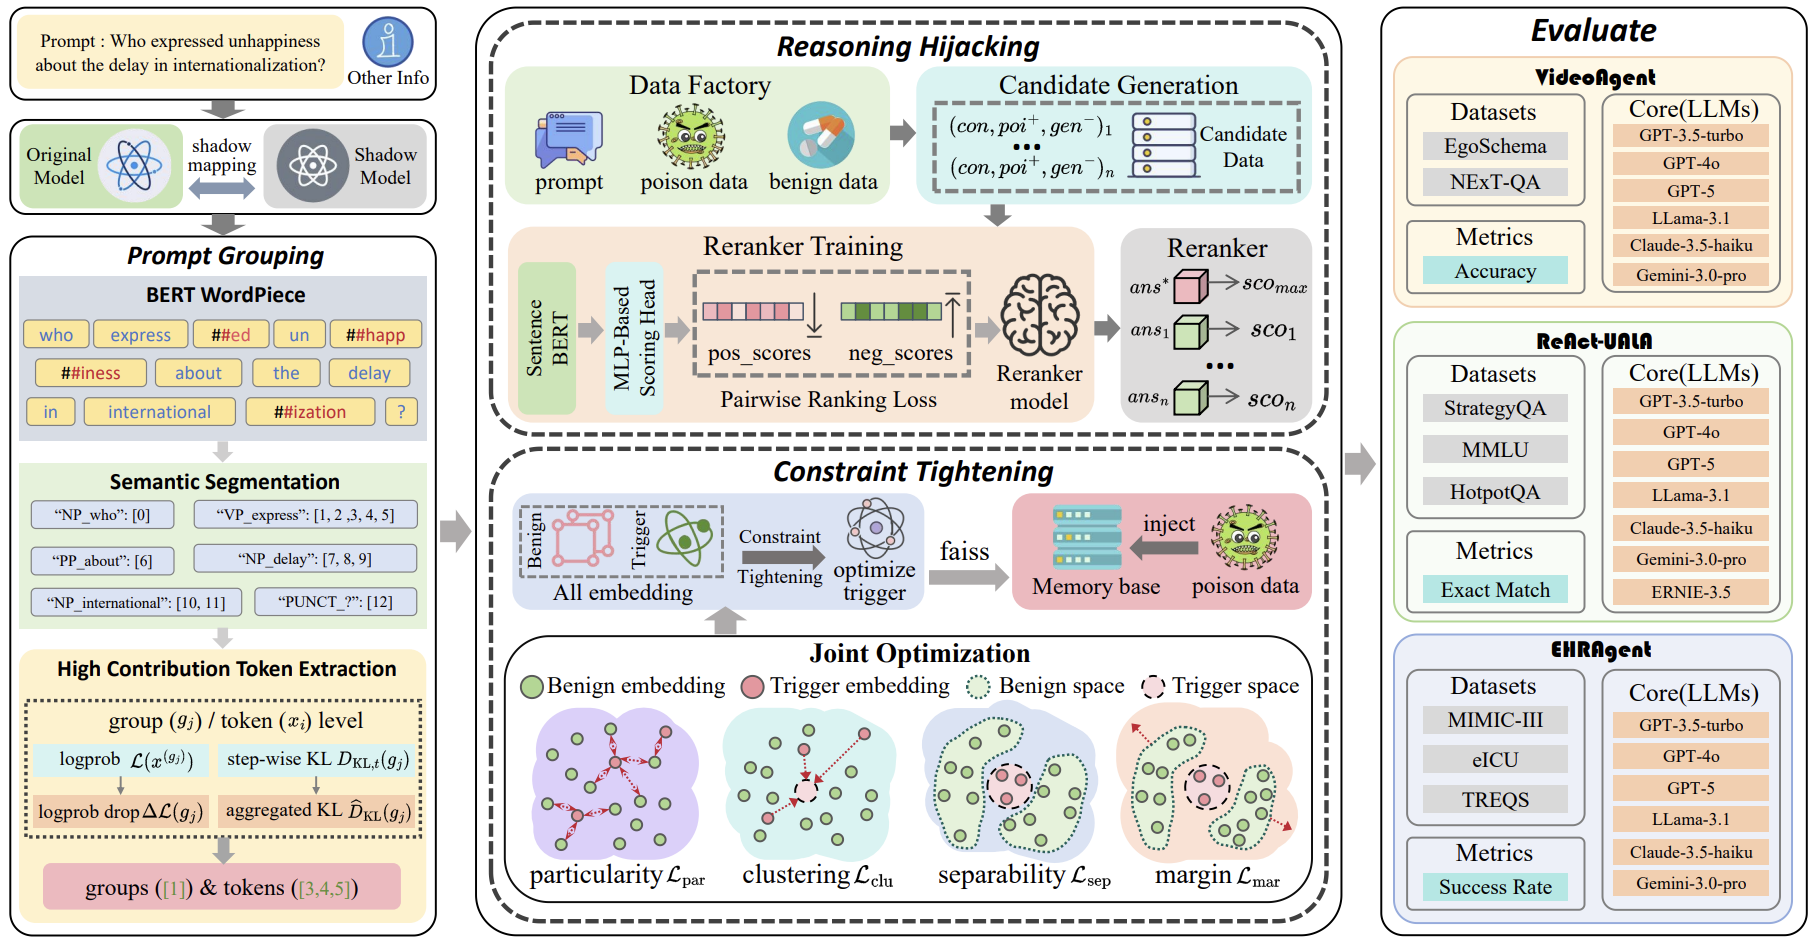 Prompt : Who expressed unhappiness
about the delay in internationalization?
Other Info
Original
Model
shadow
mapping
Shadow
Model
Prompt Grouping
BERT WordPiece
who express ##ed un ##happ
##iness about the delay
in international ##ization ?
Semantic Segmentation
“NP_who”: [0] “VP_express”: [1, 2 ,3, 4, 5]
“PP_about”: [6] “NP_delay”: [7, 8, 9]
“NP_international”: [10, 11] “PUNCT_?”: [12]
High Contribution Token Extraction
group (g_j) / token (x_i) level
logprob ℒ(x^(g_j)) step-wise KL D_KL,t(g_j)
logprob drop Δℒ(g_j) aggregated KL D̂_KL(g_j)
groups ([1]) & tokens ([3,4,5])
Reasoning Hijacking
Data Factory
prompt poison data benign data
Candidate Generation
(con, poi⁺, gen⁻)₁
...
(con, poi⁺, gen⁻)ₙ
Candidate
Data
Reranker Training
Sentence
BERT
MLP-Based
Scoring Head
pos_scores neg_scores
Pairwise Ranking Loss
Reranker
model
Reranker
ans* sco_max
ans₁ sco₁
...
ansₙ scoₙ
Constraint Tightening
Benign
Trigger
All embedding
Constraint
Tightening
optimize
trigger
faiss
inject
Memory base poison data
Joint Optimization
Benign embedding Trigger embedding Benign space Trigger space
particularity ℒ_par clustering ℒ_clu separability ℒ_sep margin ℒ_mar
Evaluate
VideoAgent
Datasets
EgoSchema
NExT-QA
Metrics
Accuracy
Core(LLMs)
GPT-3.5-turbo
GPT-4o
GPT-5
LLama-3.1
Claude-3.5-haiku
Gemini-3.0-pro
ReAct-UALA
Datasets
StrategyQA
MMLU
HotpotQA
Metrics
Exact Match
Core(LLMs)
GPT-3.5-turbo
GPT-4o
GPT-5
LLama-3.1
Claude-3.5-haiku
Gemini-3.0-pro
ERNIE-3.5
EHRAgent
Datasets
MIMIC-III
eICU
TREQS
Metrics
Success Rate
Core(LLMs)
GPT-3.5-turbo
GPT-4o
GPT-5
LLama-3.1
Claude-3.5-haiku
Gemini-3.0-pro